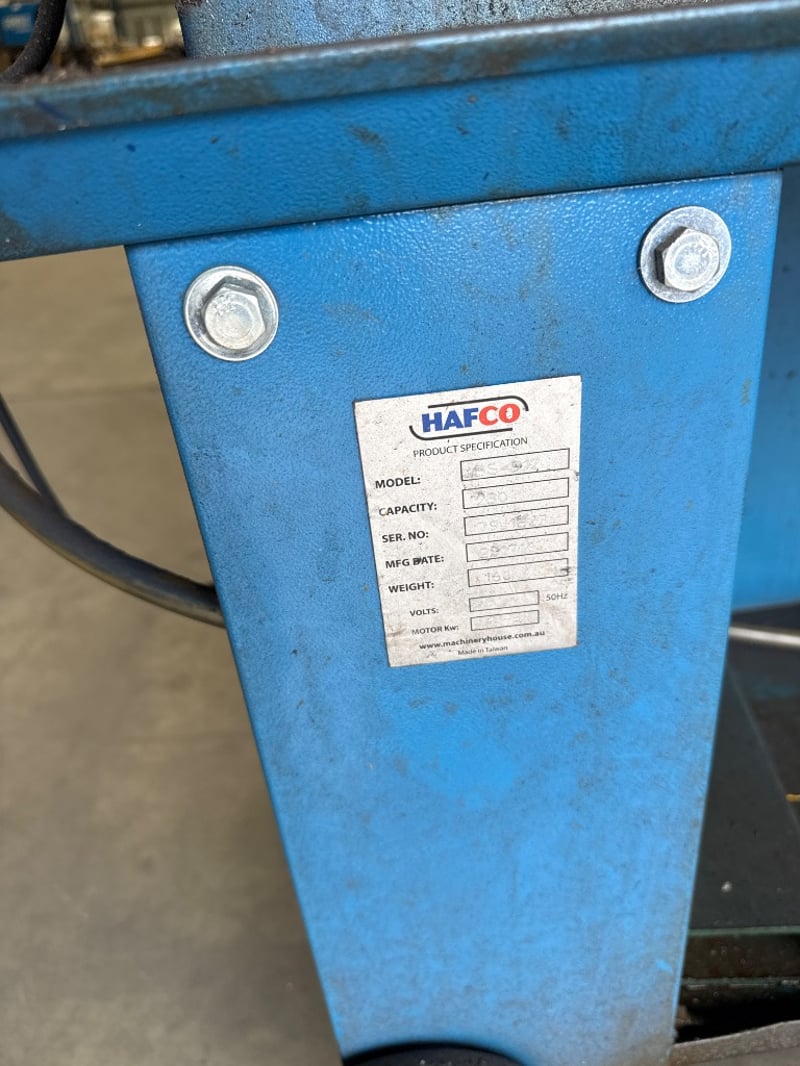 HAFCO
PRODUCT SPECIFICATION
MODEL:
CAPACITY:
SER. NO:
MFG DATE:
WEIGHT:
VOLTS: 50HZ
MOTOR Kw:
www.machineryhouse.com.au
Made in Taiwan